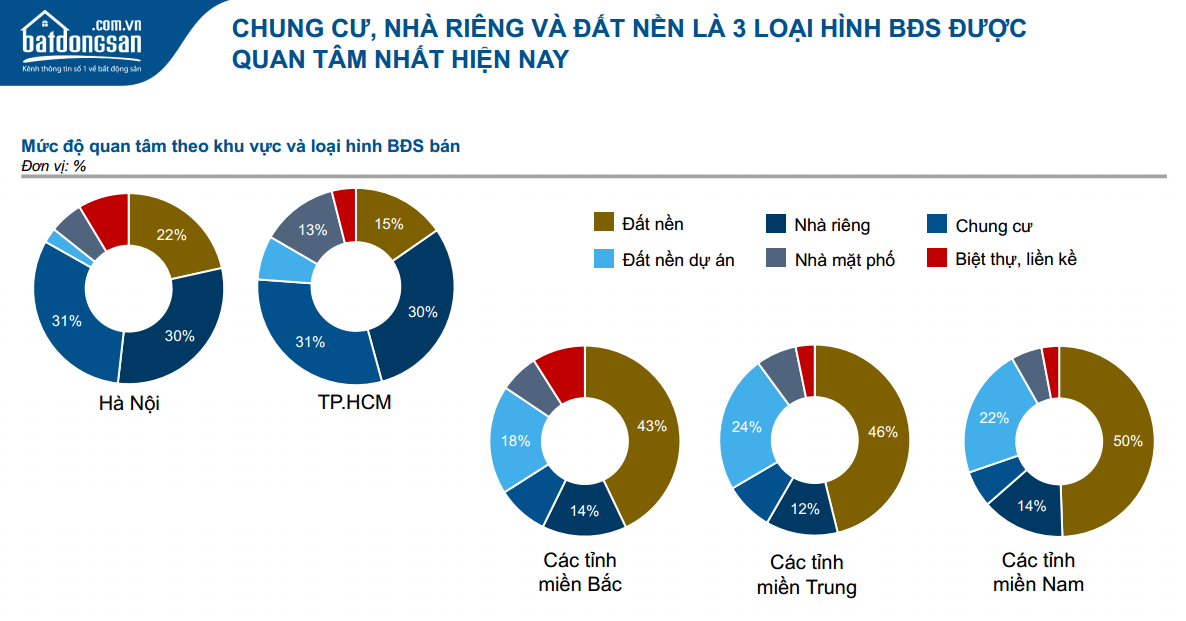 .com.vn
batdongsan
Kênh thông tin số 1 về bất động sản
CHUNG CƯ, NHÀ RIÊNG VÀ ĐẤT NỀN LÀ 3 LOẠI HÌNH BĐS ĐƯỢC
QUAN TÂM NHẤT HIỆN NAY
Mức độ quan tâm theo khu vực và loại hình BĐS bán
Đơn vị: %
22%
30%
31%
Hà Nội
15%
30%
31%
13%
TP.HCM
Đất nền
Nhà riêng
Chung cư
Đất nền dự án
Nhà mặt phố
Biệt thự, liền kề
43%
14%
18%
Các tỉnh
miền Bắc
46%
12%
24%
Các tỉnh
miền Trung
50%
14%
22%
Các tỉnh
miền Nam